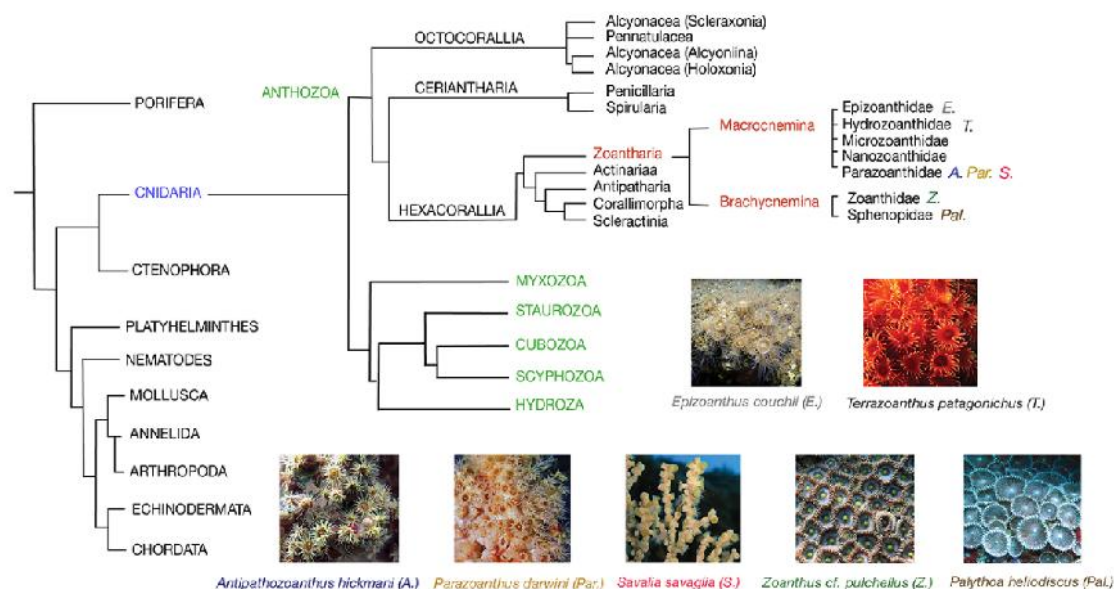 PORIFERA
CNIDARIA
CTENOPHORA
PLATYHELMINTHES
NEMATODES
MOLLUSCA
ANNELIDA
ARTHROPODA
ECHINODERMATA
CHORDATA
ANTHOZOA
OCTOCORALLIA
Alcyonacea (Scleraxonia)
Pennatulacea
Alcyonacea (Alcyoniina)
Alcyonacea (Holoxonia)
CERIANTHARIA
Penicillaria
Spirularia
HEXACORALLIA
Zoantharia
Actinariaa
Antipatharia
Corallimorpha
Scleractinia
Macrocnemina
Epizoanthidae E.
Hydrozoanthidae T.
Microzoanthidae
Nanozoanthidae
Parazoanthidae A. Par. S.
Brachycnemina
Zoanthidae Z.
Sphenopidae Pal.
MYXOZOA
STAUROZOA
CUBOZOA
SCYPHOZOA
HYDROZA
Epizoanthus couchii (E.)
Terrazoanthus patagonichus (T.)
Antipathozoanthus hickmani (A.)
Parazoanthus darwini (Par.)
Savalia savaglia (S.)
Zoanthus cf. pulchellus (Z.)
Palythoa heliodiscus (Pal.)